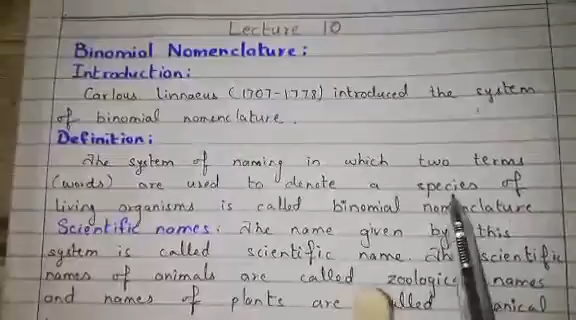 Lecture 10
Binomial Nomenclature:
Introduction:
Carlous Linnaeus (1707-1778) introduced the system
of binomial nomenclature.
Definition:
The system of naming in which two terms
(words) are used to denote a species of
living organisms is called binomial nomenclature
Scientific names: The name given by this
system is called scientific name. The scientific
names of animals are called names
and names of plants are